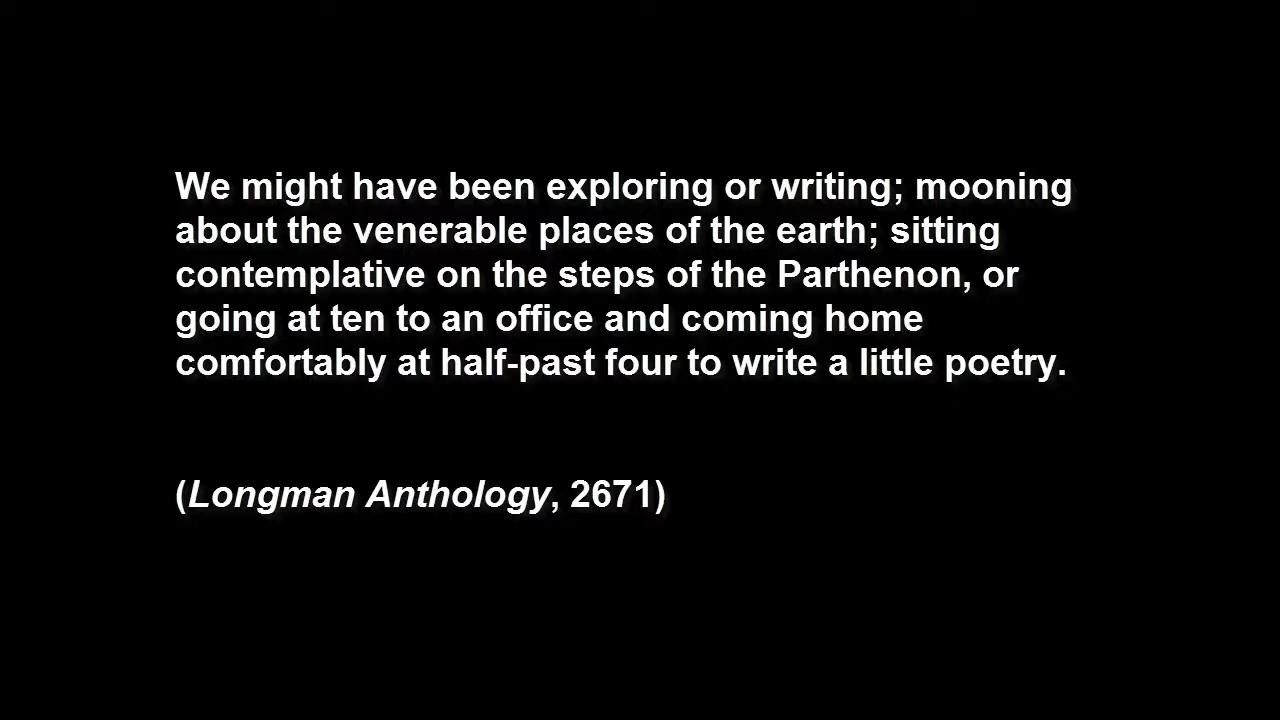 We might have been exploring or writing; mooning
about the venerable places of the earth; sitting
contemplative on the steps of the Parthenon, or
going at ten to an office and coming home
comfortably at half-past four to write a little poetry.
(Longman Anthology, 2671)